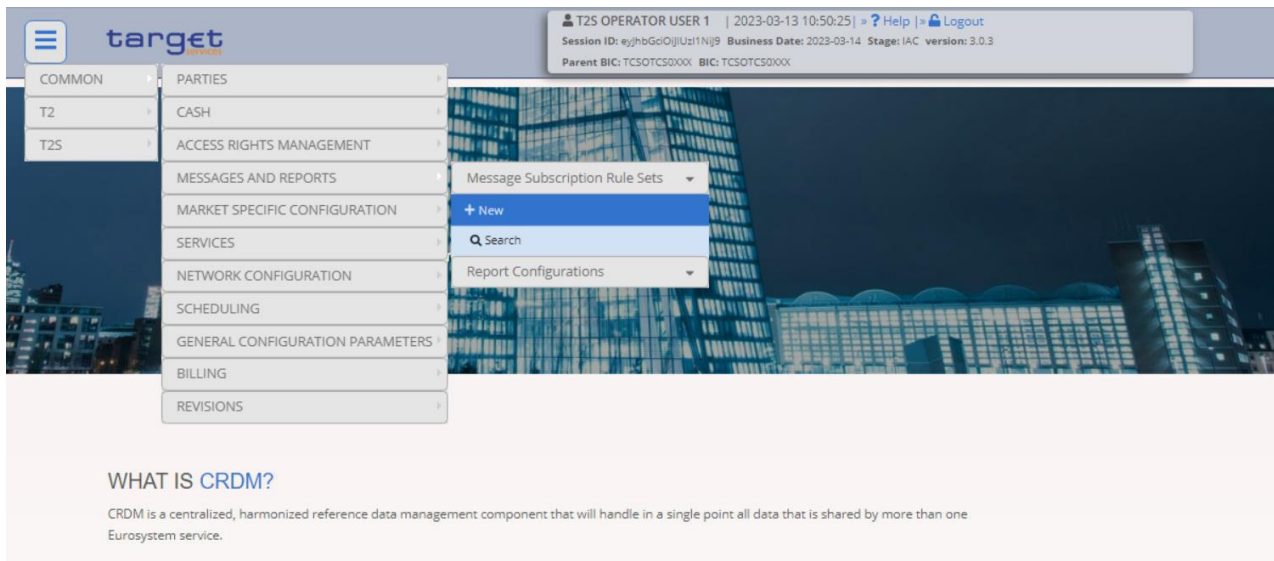 T2S OPERATOR USER 1 | 2023-03-13 10:50:25| » ? Help |» Logout
Session ID: eyJhbGciOiJIUzI1NiJ9 Business Date: 2023-03-14 Stage: IAC version: 3.0.3
Parent BIC: TCSOTCS0XXX BIC: TCSOTCS0XXX
target
services
COMMON
T2
T2S
PARTIES
CASH
ACCESS RIGHTS MANAGEMENT
MESSAGES AND REPORTS
MARKET SPECIFIC CONFIGURATION
SERVICES
NETWORK CONFIGURATION
SCHEDULING
GENERAL CONFIGURATION PARAMETERS
BILLING
REVISIONS
Message Subscription Rule Sets
+ New
Search
Report Configurations
WHAT IS CRDM?
CRDM is a centralized, harmonized reference data management component that will handle in a single point all data that is shared by more than one
Eurosystem service.